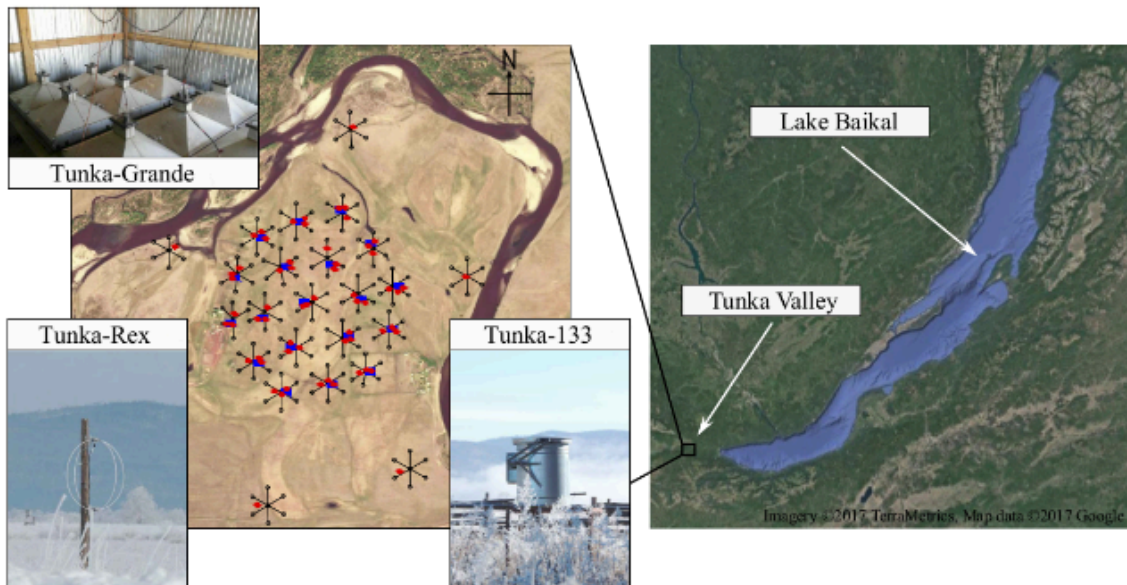 Tunka-Grande
N
Lake Baikal
Tunka Valley
Tunka-Rex
Tunka-133
Imagery ©2017 TerraMetrics, Map data ©2017 Google